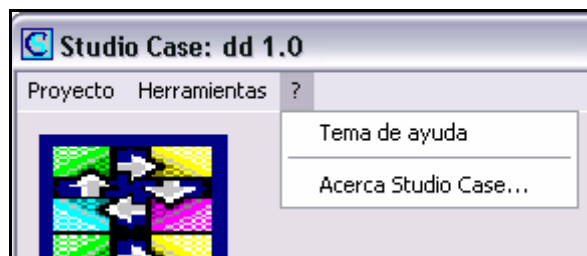 Studio Case: dd 1.0
Proyecto Herramientas ?
Tema de ayuda
Acerca Studio Case...